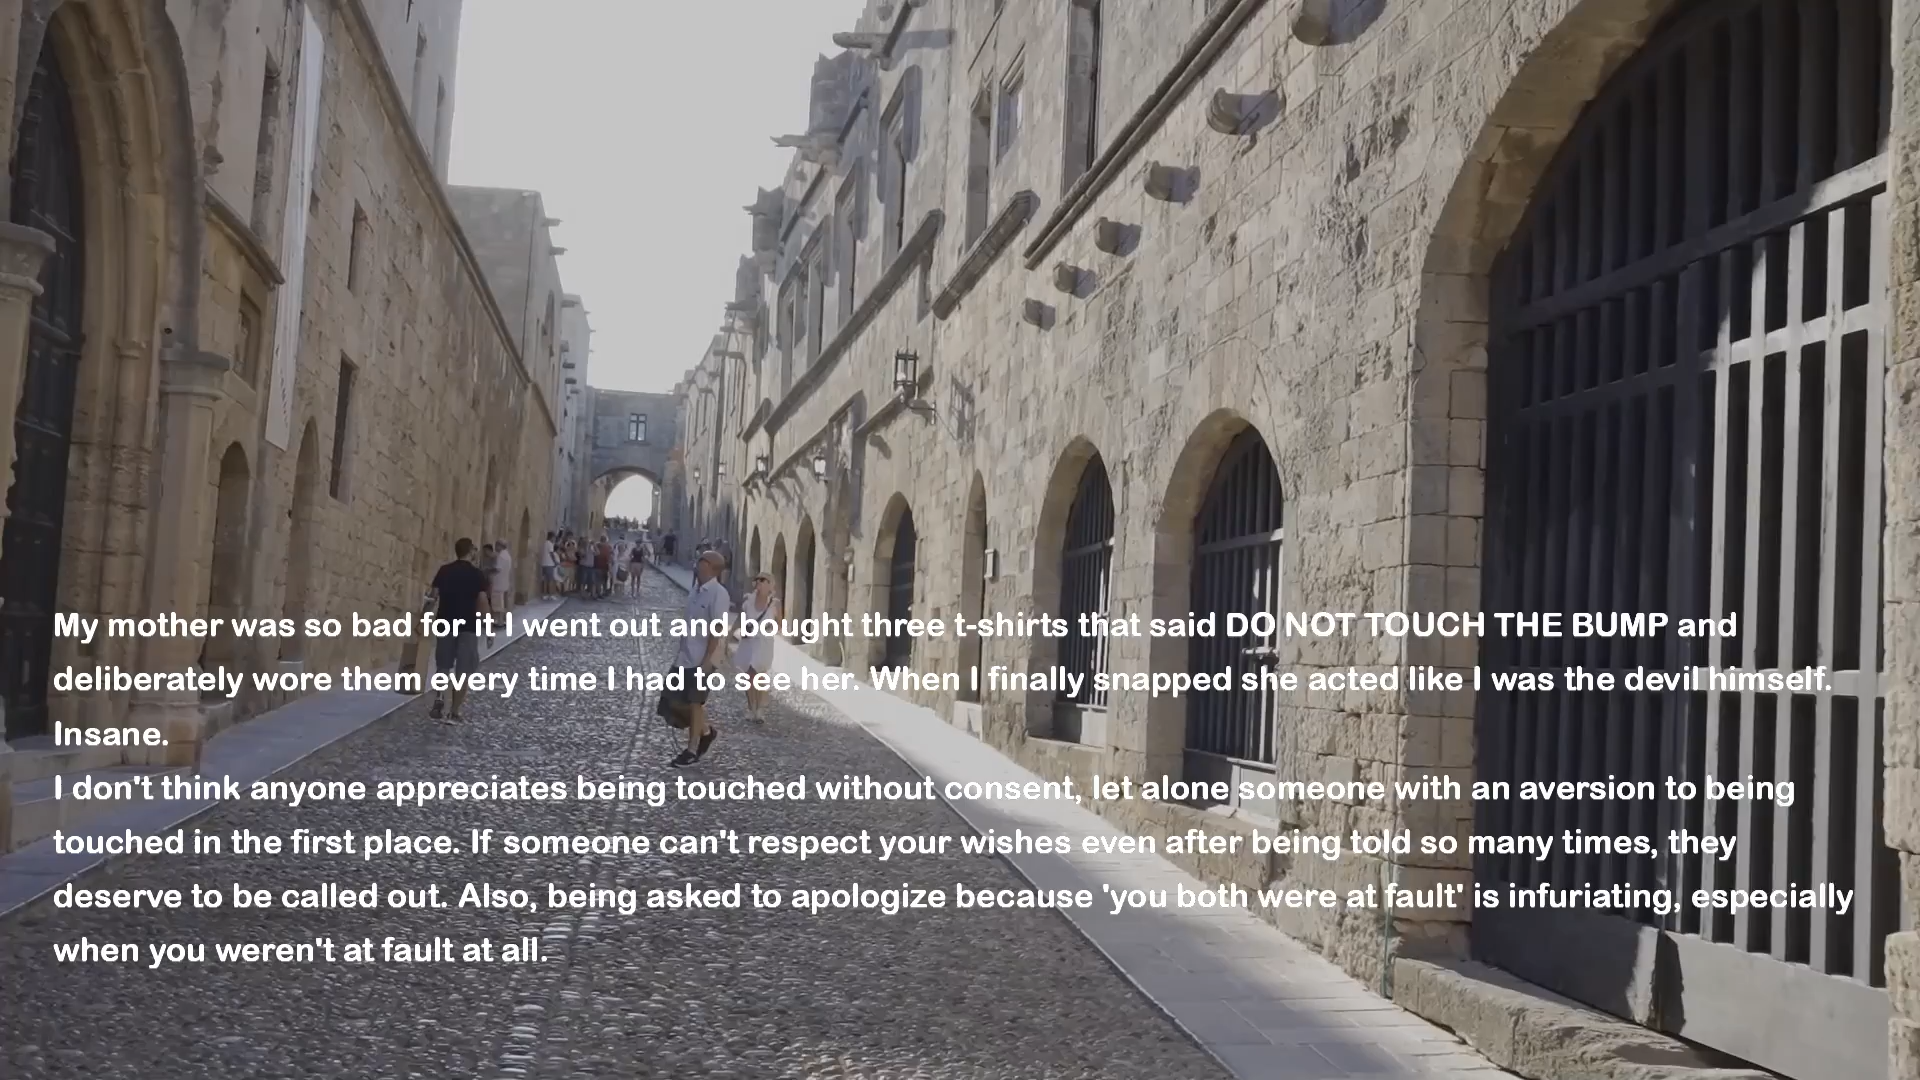 My mother was so bad for it I went out and bought three t-shirts that said DO NOT TOUCH THE BUMP and
deliberately wore them every time I had to see her. When I finally snapped she acted like I was the devil himself.
Insane.
I don't think anyone appreciates being touched without consent, let alone someone with an aversion to being
touched in the first place. If someone can't respect your wishes even after being told so many times, they
deserve to be called out. Also, being asked to apologize because 'you both were at fault' is infuriating, especially
when you weren't at fault at all.